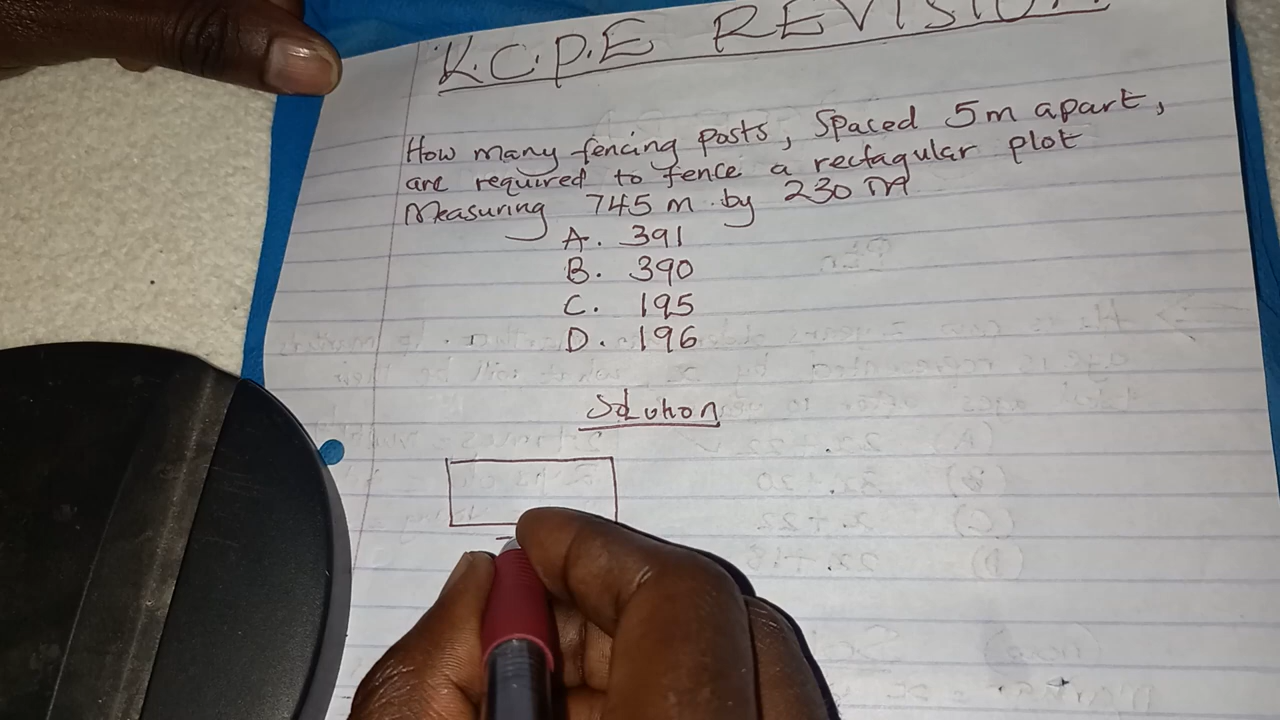 K.C.P.E REVISION
How many fencing posts, Spaced 5m apart,
are required to fence a rectagular plot
Measuring 745 m by 230 m
A. 391
B. 390
C. 195
D. 196
Solution